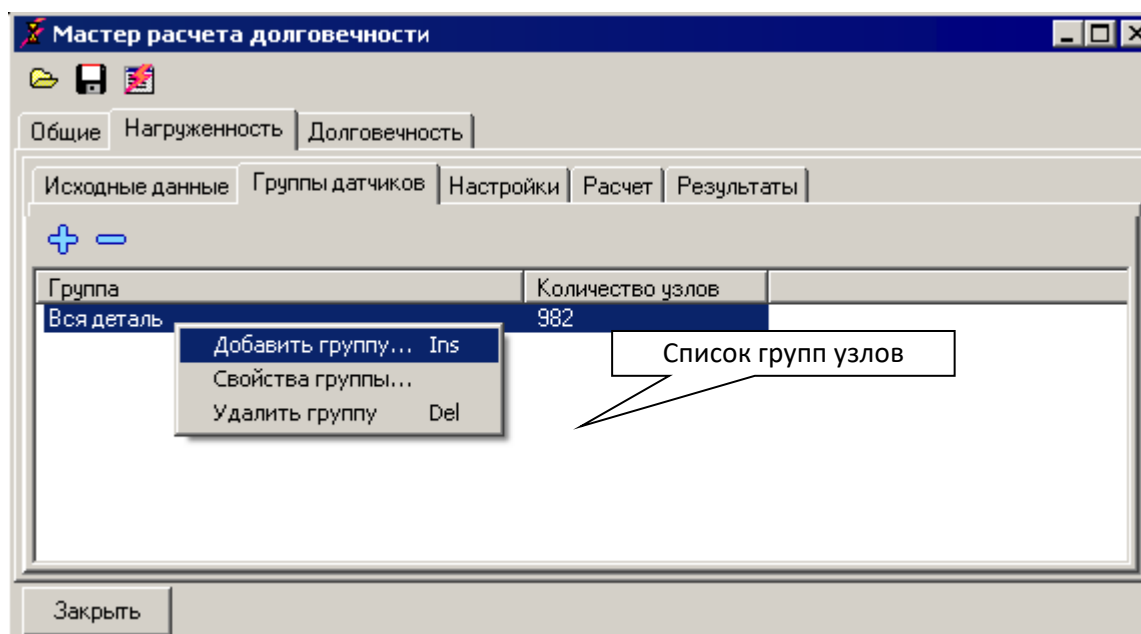 Мастер расчета долговечности
Общие Нагруженность Долговечность
Исходные данные Группы датчиков Настройки Расчет Результаты
Группа Количество узлов
Вся деталь 982
Добавить группу... Ins
Список групп узлов
Свойства группы...
Удалить группу Del
Закрыть